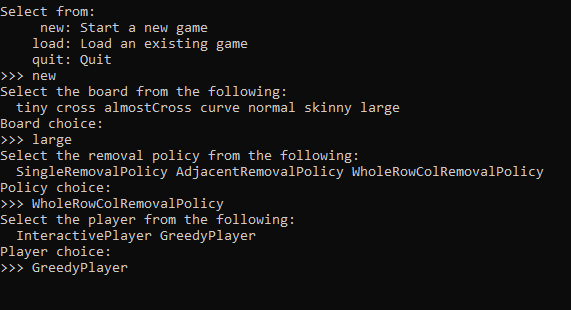 Select from:
     new: Start a new game
    load: Load an existing game
    quit: Quit
>>> new
Select the board from the following:
  tiny cross almostCross curve normal skinny large
Board choice:
>>> large
Select the removal policy from the following:
  SingleRemovalPolicy AdjacentRemovalPolicy WholeRowColRemovalPolicy
Policy choice:
>>> WholeRowColRemovalPolicy
Select the player from the following:
  InteractivePlayer GreedyPlayer
Player choice:
>>> GreedyPlayer